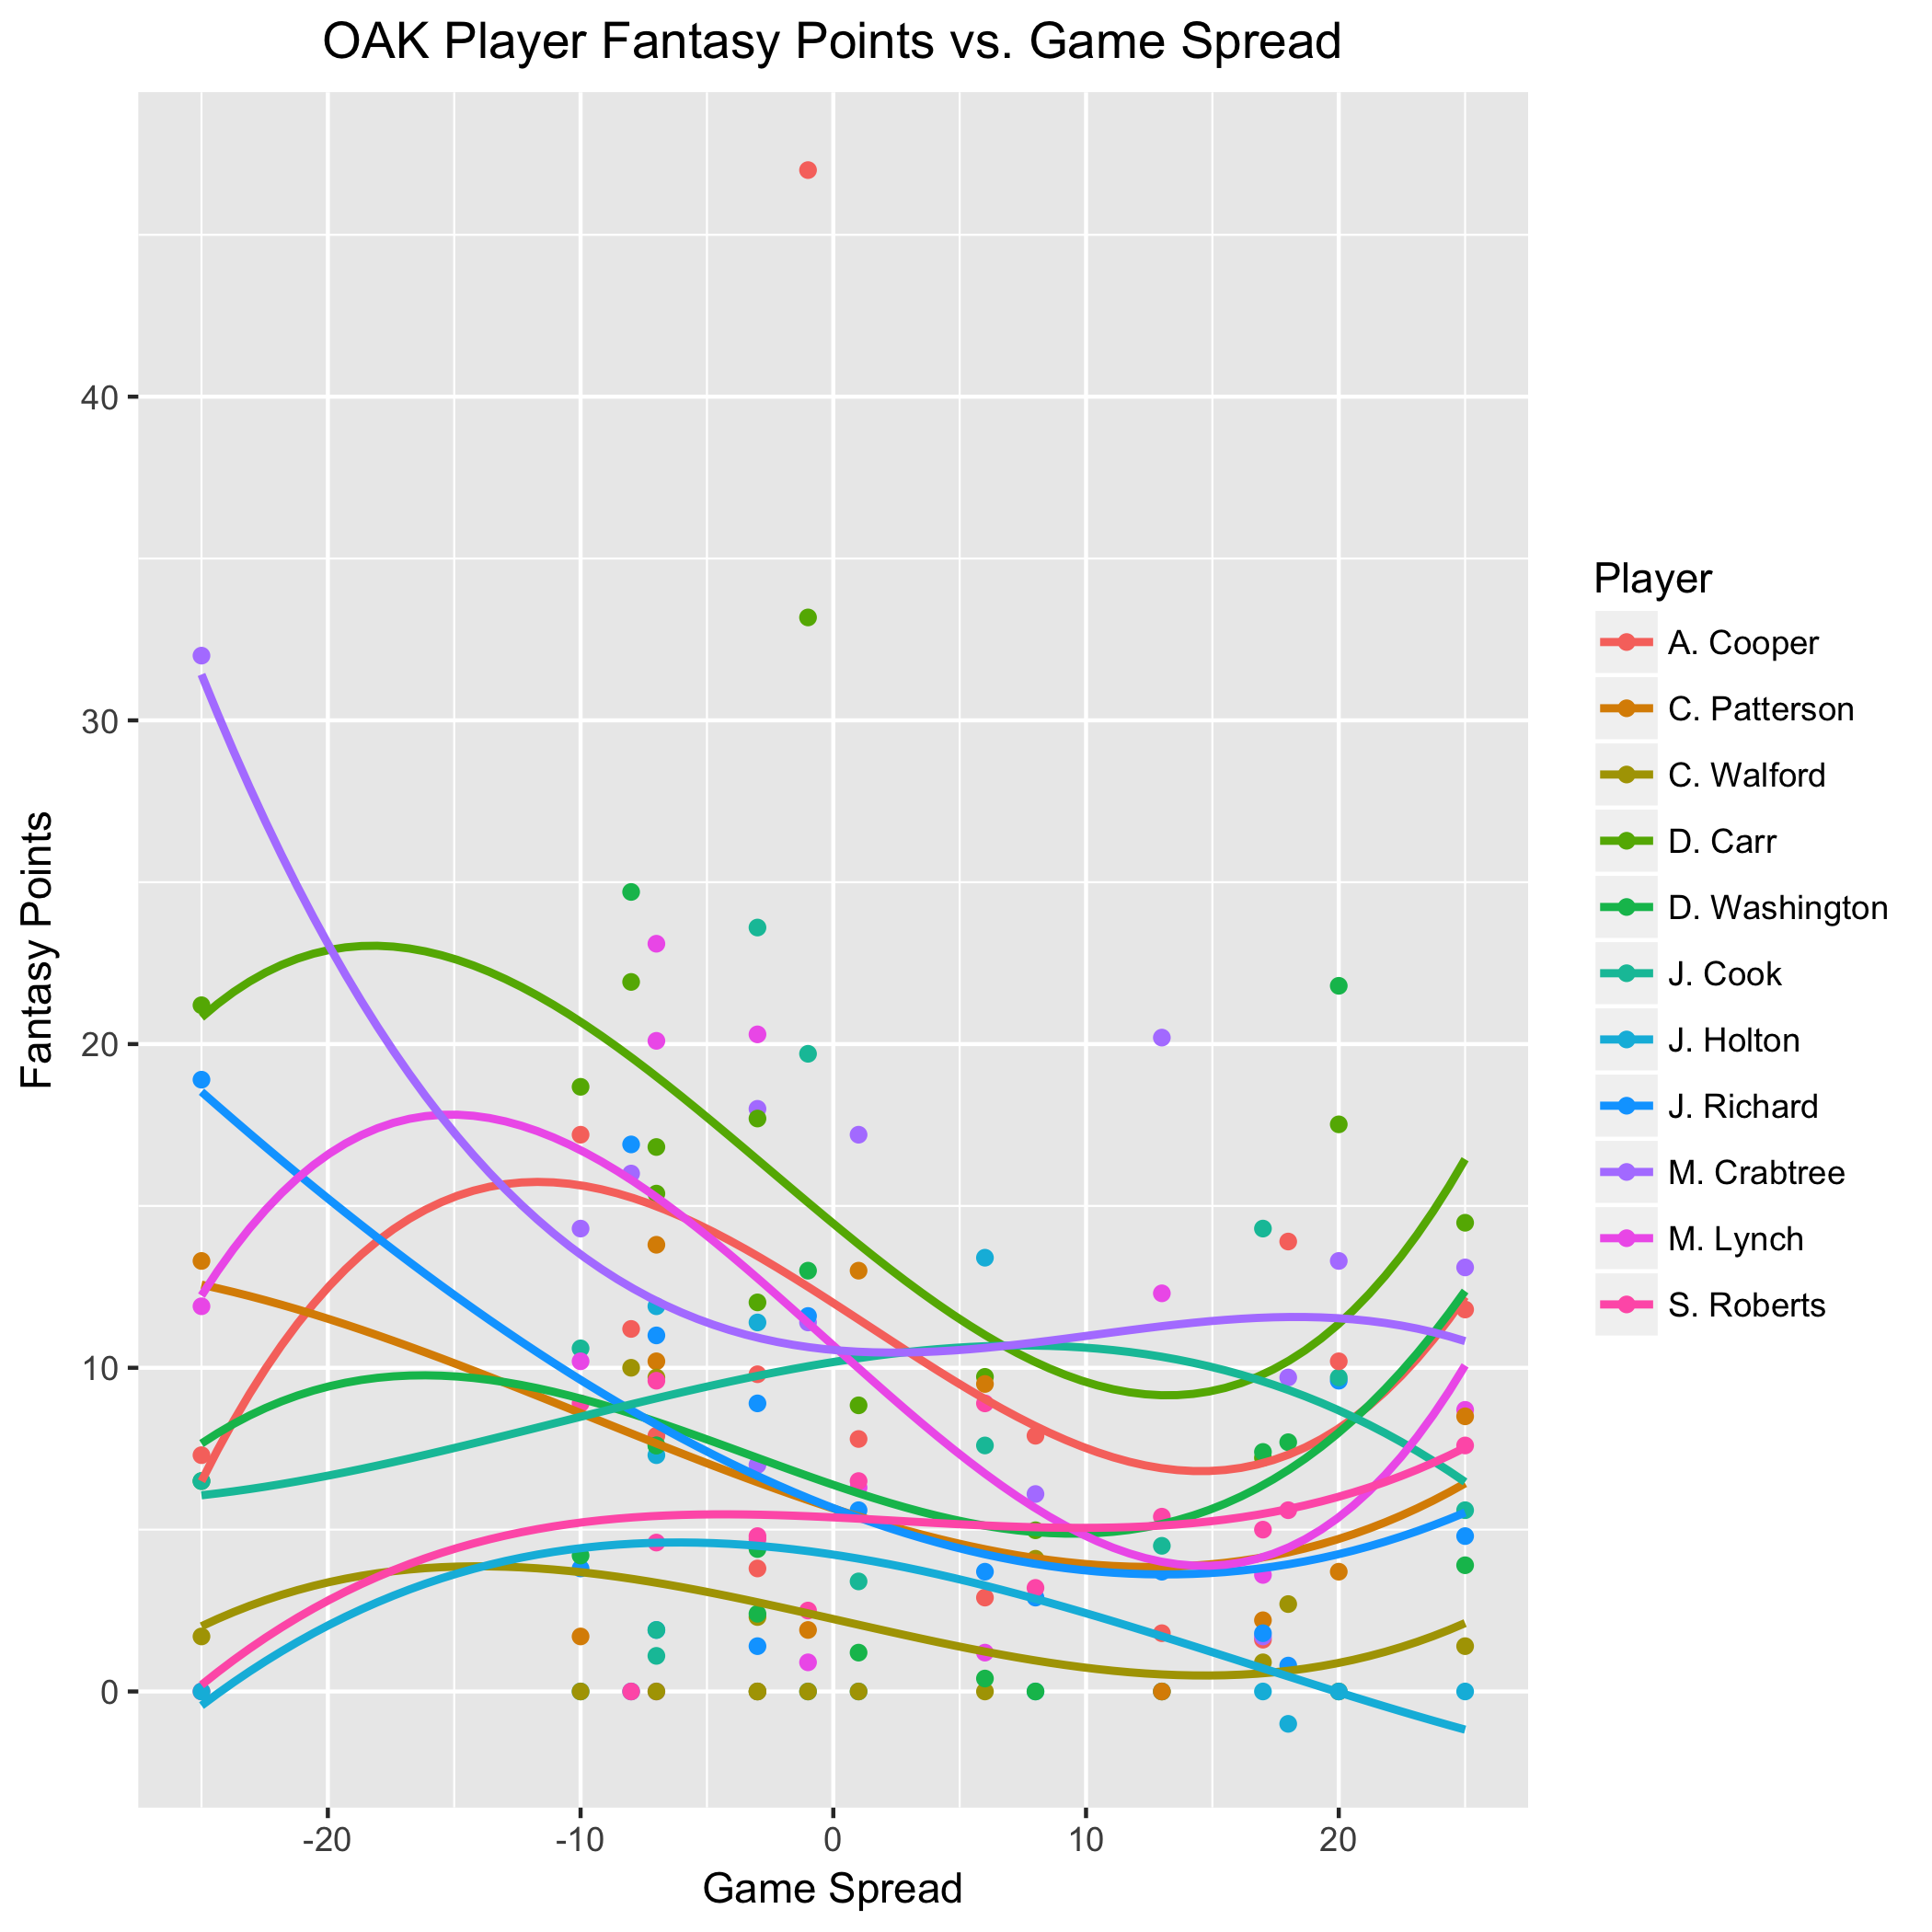 OAK Player Fantasy Points vs. Game Spread
Fantasy Points
40
30
20
10
0
-20
-10
0
10
20
Game Spread
Player
A. Cooper
C. Patterson
C. Walford
D. Carr
D. Washington
J. Cook
J. Holton
J. Richard
M. Crabtree
M. Lynch
S. Roberts